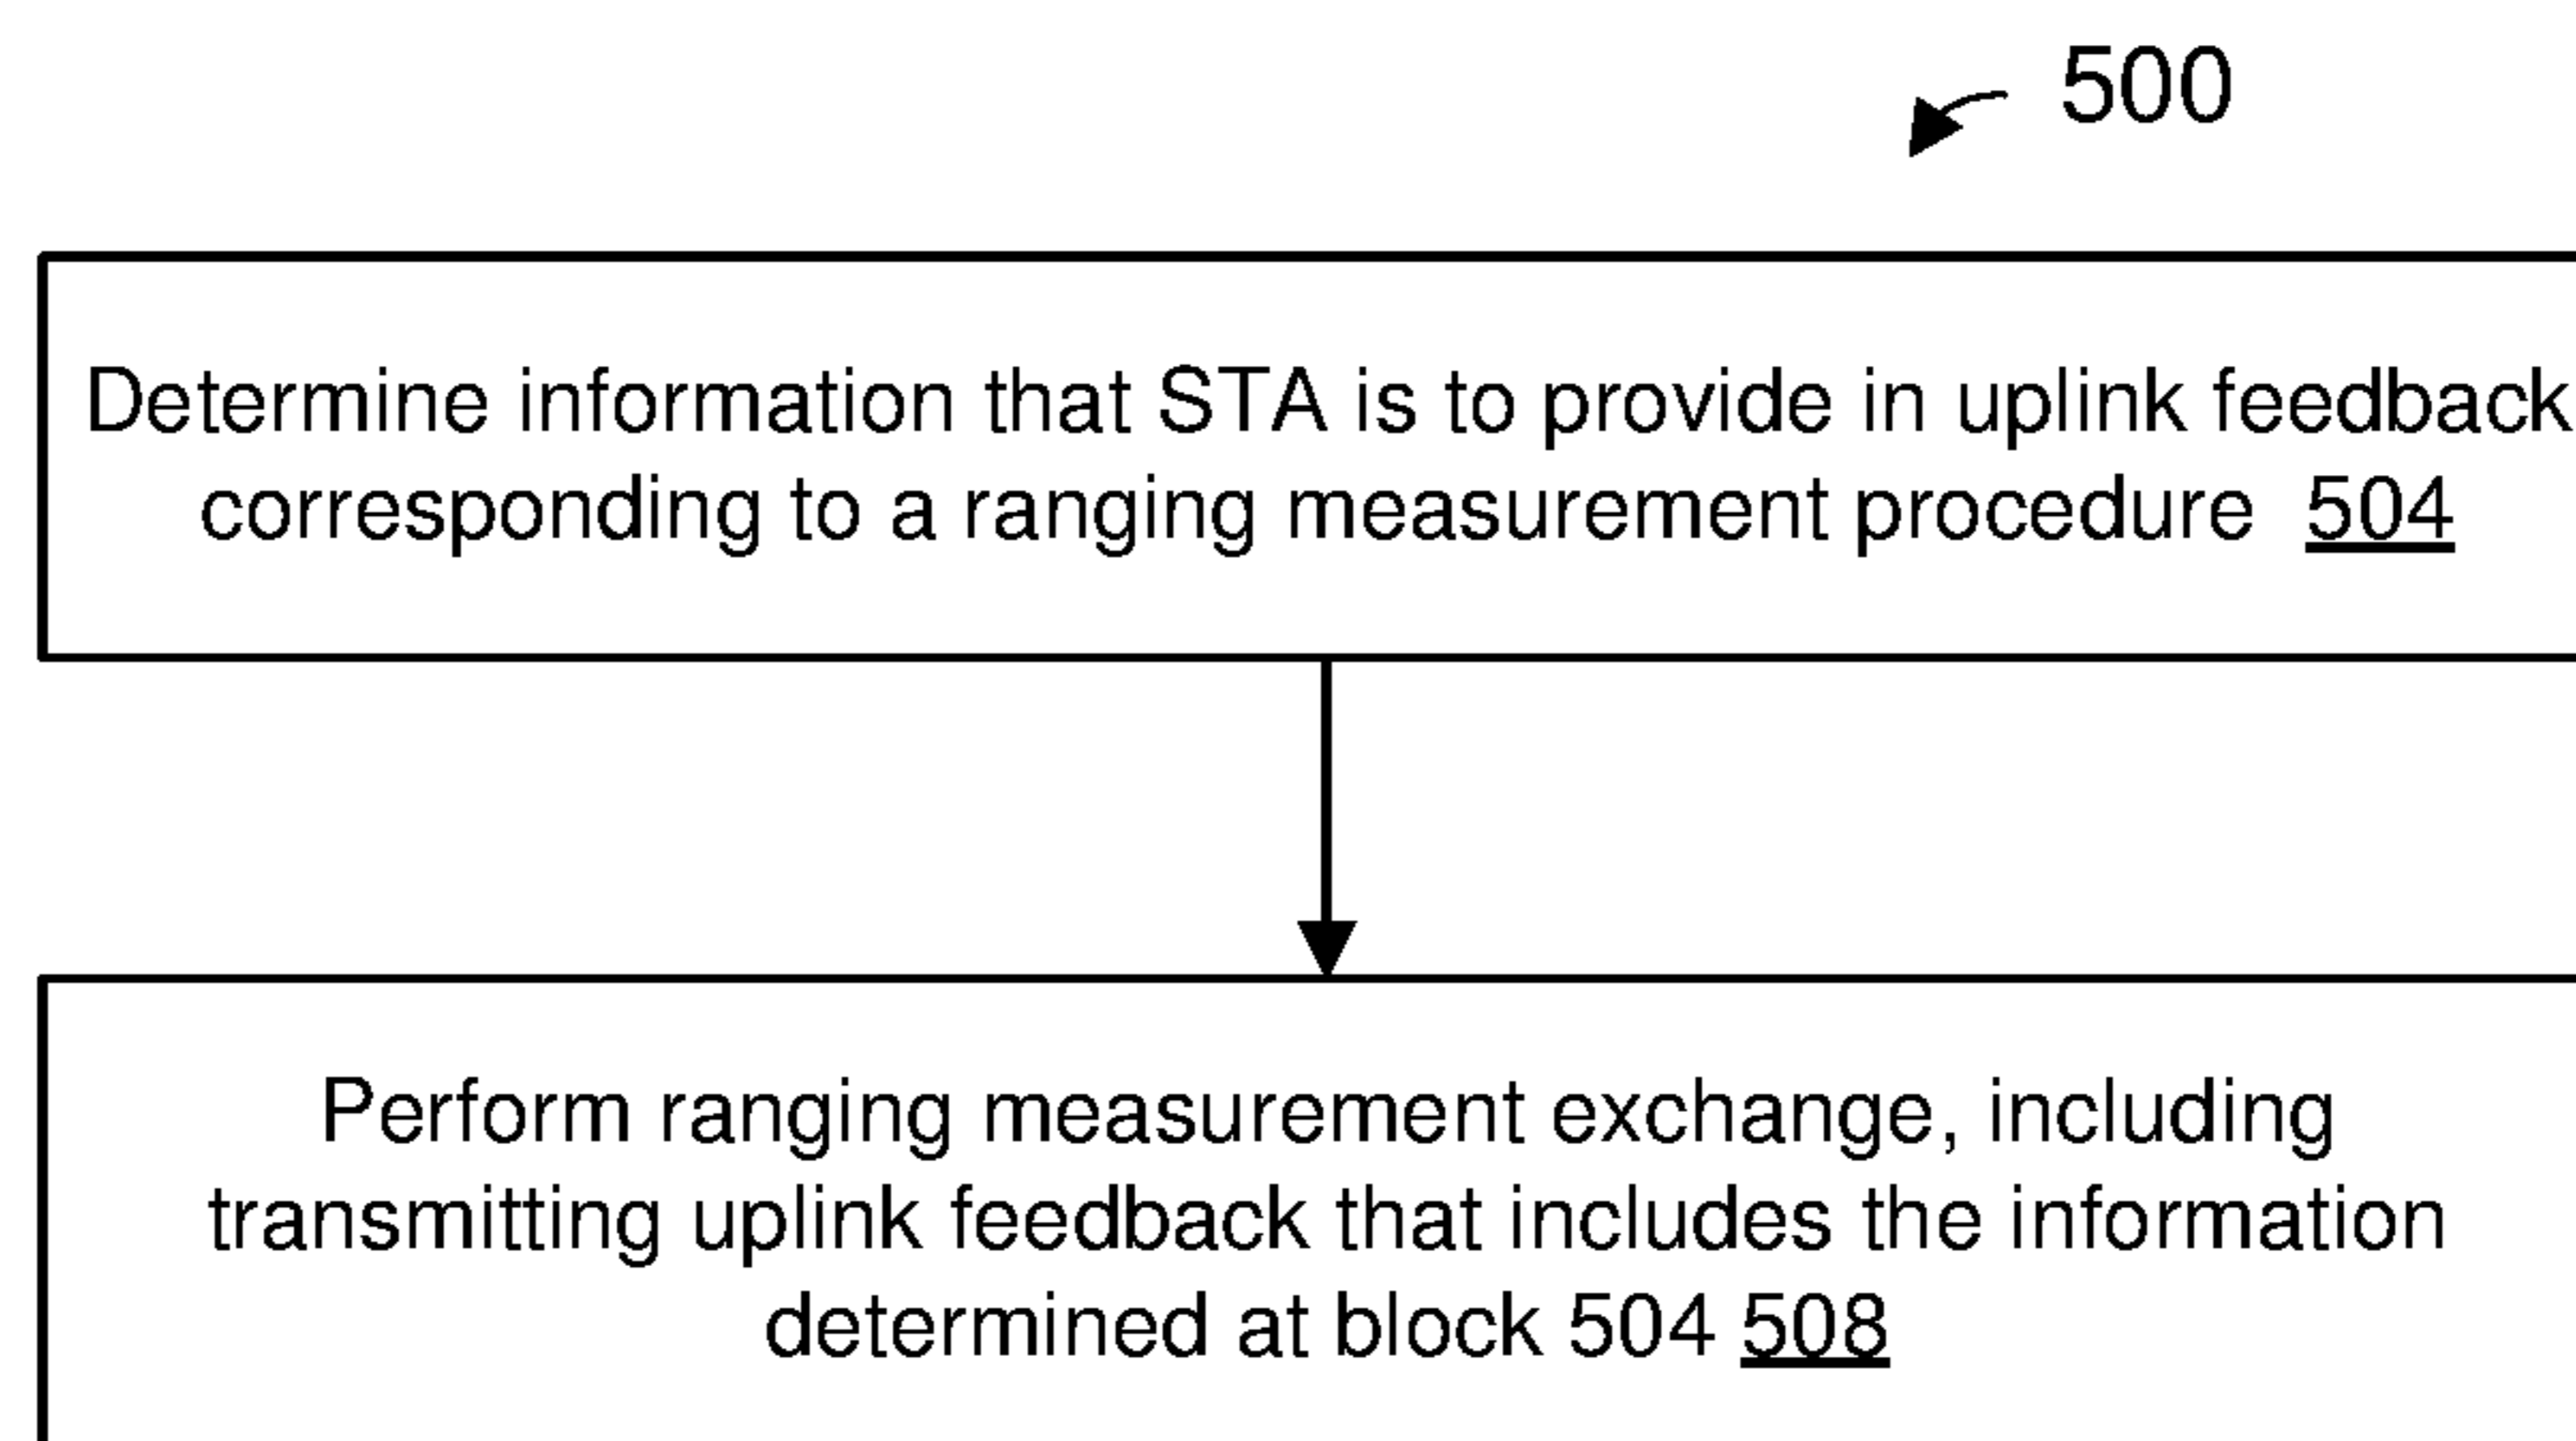 500
Determine information that STA is to provide in uplink feedback
corresponding to a ranging measurement procedure 504
Perform ranging measurement exchange, including
transmitting uplink feedback that includes the information
determined at block 504 508